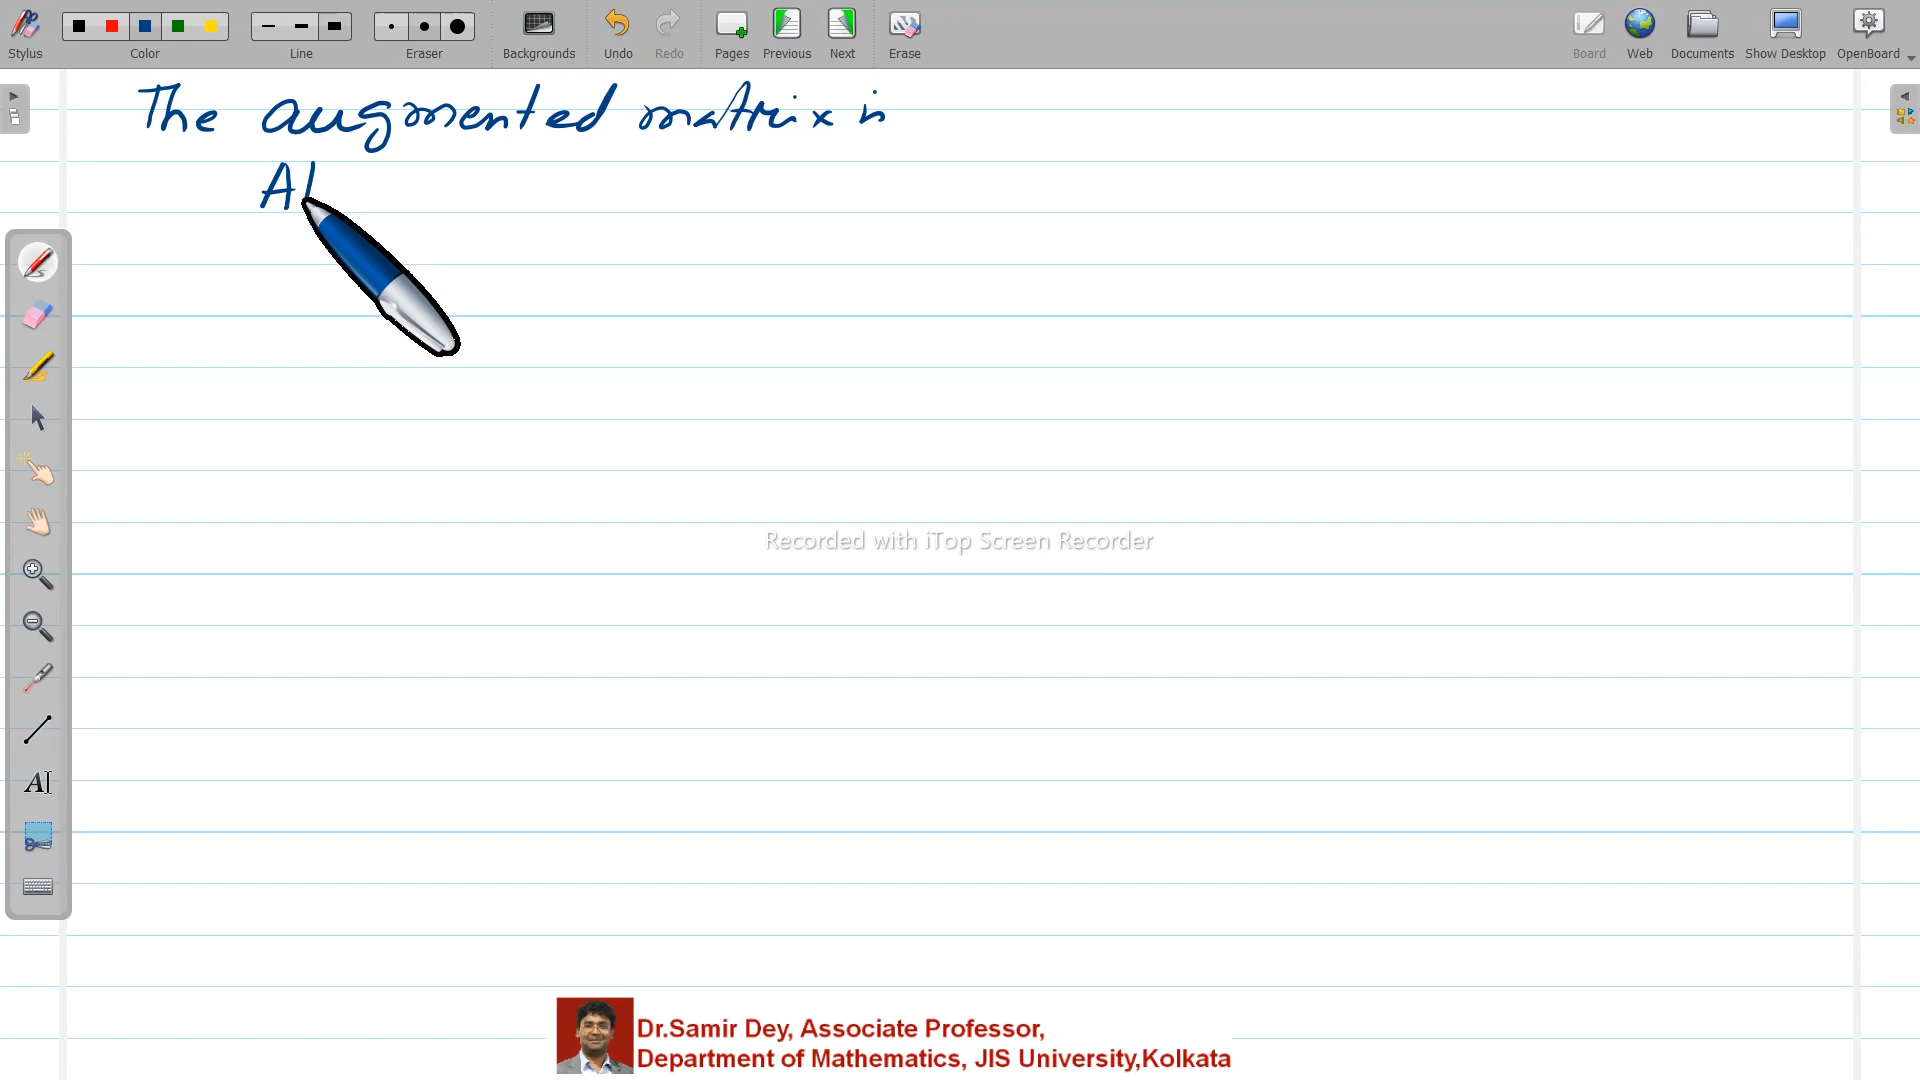 Stylus Color Line Eraser Backgrounds Undo Redo Pages Previous Next Erase Board Web Documents Show Desktop OpenBoard
The augmented matrix is
A
Recorded with iTop Screen Recorder
Dr.Samir Dey, Associate Professor,
Department of Mathematics, JIS University,Kolkata